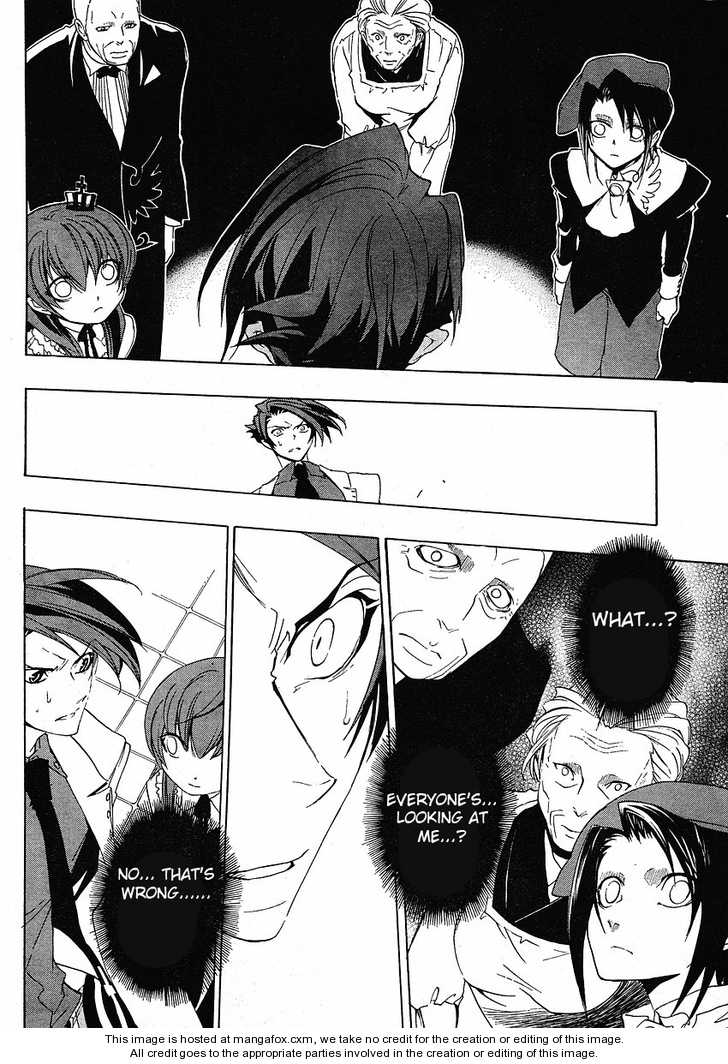 WHAT...?
EVERYONE'S...
LOOKING AT
ME...?
NO... THAT'S
WRONG......
This image is hosted at mangafox.cxm, we take no credit for the creation or editing of this image.
All credit goes to the appropriate parties involved in the creation or editing of this image.